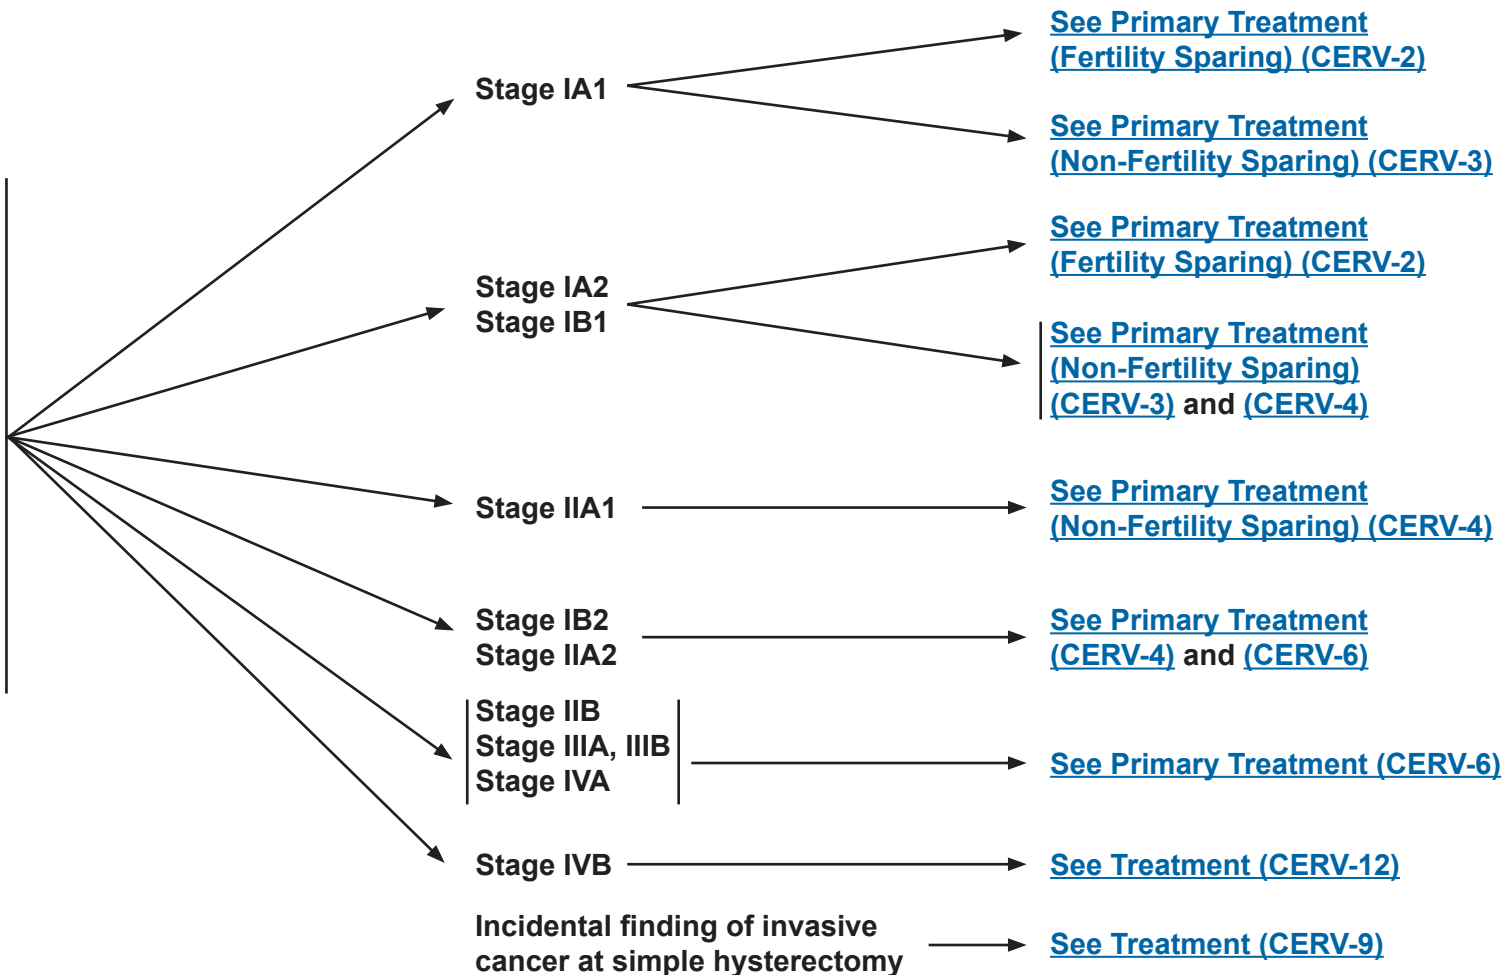 Stage IA1
See Primary Treatment
(Fertility Sparing) (CERV-2)
See Primary Treatment
(Non-Fertility Sparing) (CERV-3)
Stage IA2
Stage IB1
See Primary Treatment
(Fertility Sparing) (CERV-2)
See Primary Treatment
(Non-Fertility Sparing)
(CERV-3) and (CERV-4)
Stage IIA1
See Primary Treatment
(Non-Fertility Sparing) (CERV-4)
Stage IB2
Stage IIA2
See Primary Treatment
(CERV-4) and (CERV-6)
Stage IIB
Stage IIIA, IIIB
Stage IVA
See Primary Treatment (CERV-6)
Stage IVB
See Treatment (CERV-12)
Incidental finding of invasive
cancer at simple hysterectomy
See Treatment (CERV-9)